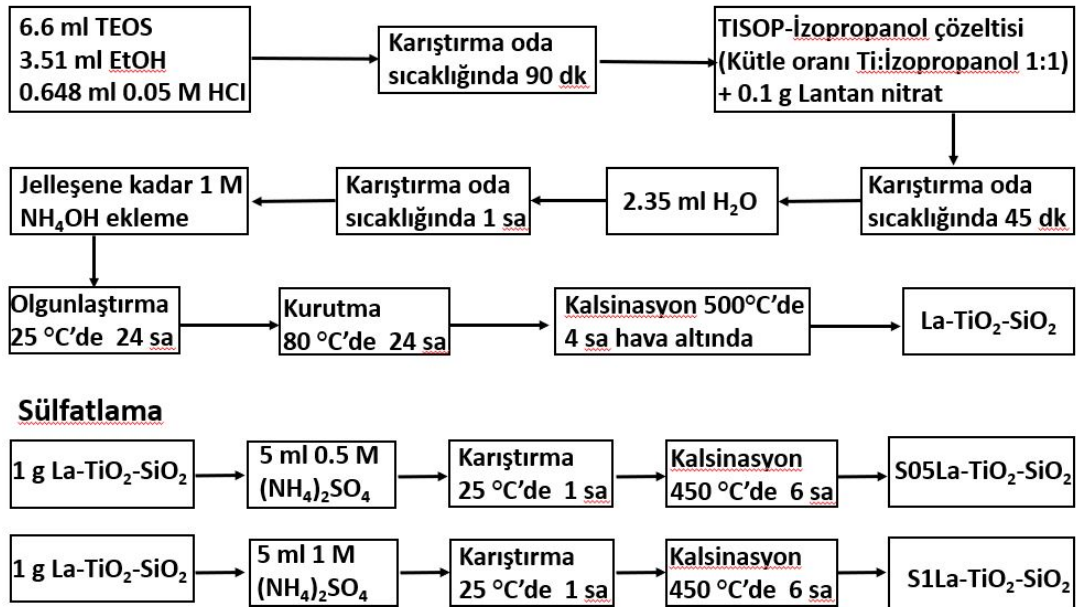 6.6 ml TEOS
3.51 ml EtOH
0.648 ml 0.05 M HCl
Karıştırma oda
sıcaklığında 90 dk
TISOP-İzopropanol çözeltisi
(Kütle oranı Ti:İzopropanol 1:1)
+ 0.1 g Lantan nitrat
Karıştırma oda
sıcaklığında 45 dk
2.35 ml H₂O
Karıştırma oda
sıcaklığında 1 sa
Jelleşene kadar 1 M
NH₄OH ekleme
Olgunlaştırma
25 °C’de 24 sa
Kurutma
80 °C’de 24 sa
Kalsinasyon 500°C’de
4 sa hava altında
La-TiO₂-SiO₂
Sülfatlama
1 g La-TiO₂-SiO₂
5 ml 0.5 M
(NH₄)₂SO₄
Karıştırma
25 °C’de 1 sa
Kalsinasyon
450 °C’de 6 sa
S05La-TiO₂-SiO₂
1 g La-TiO₂-SiO₂
5 ml 1 M
(NH₄)₂SO₄
Karıştırma
25 °C’de 1 sa
Kalsinasyon
450 °C’de 6 sa
S1La-TiO₂-SiO₂